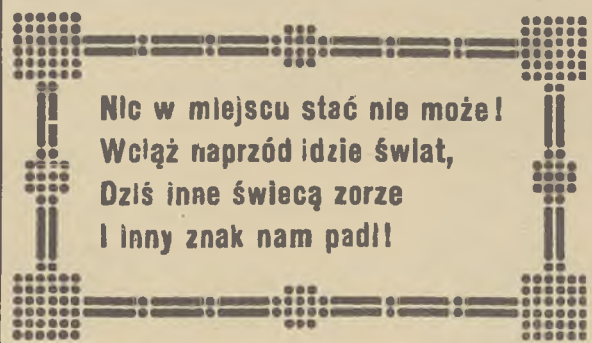 Nic w miejscu stać nie może!
Wciąż naprzód idzie świat,
Dziś inne świecą zorze
I inny znak nam padł!